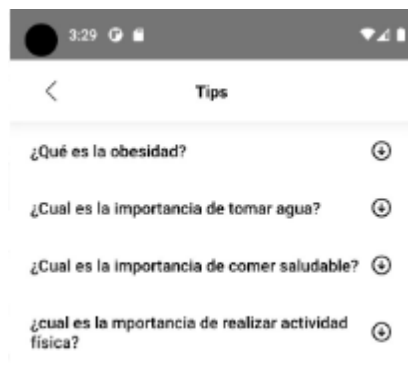 3:29
Tips
¿Qué es la obesidad?
¿Cual es la importancia de tomar agua?
¿Cual es la importancia de comer saludable?
¿cual es la mportancia de realizar actividad
física?